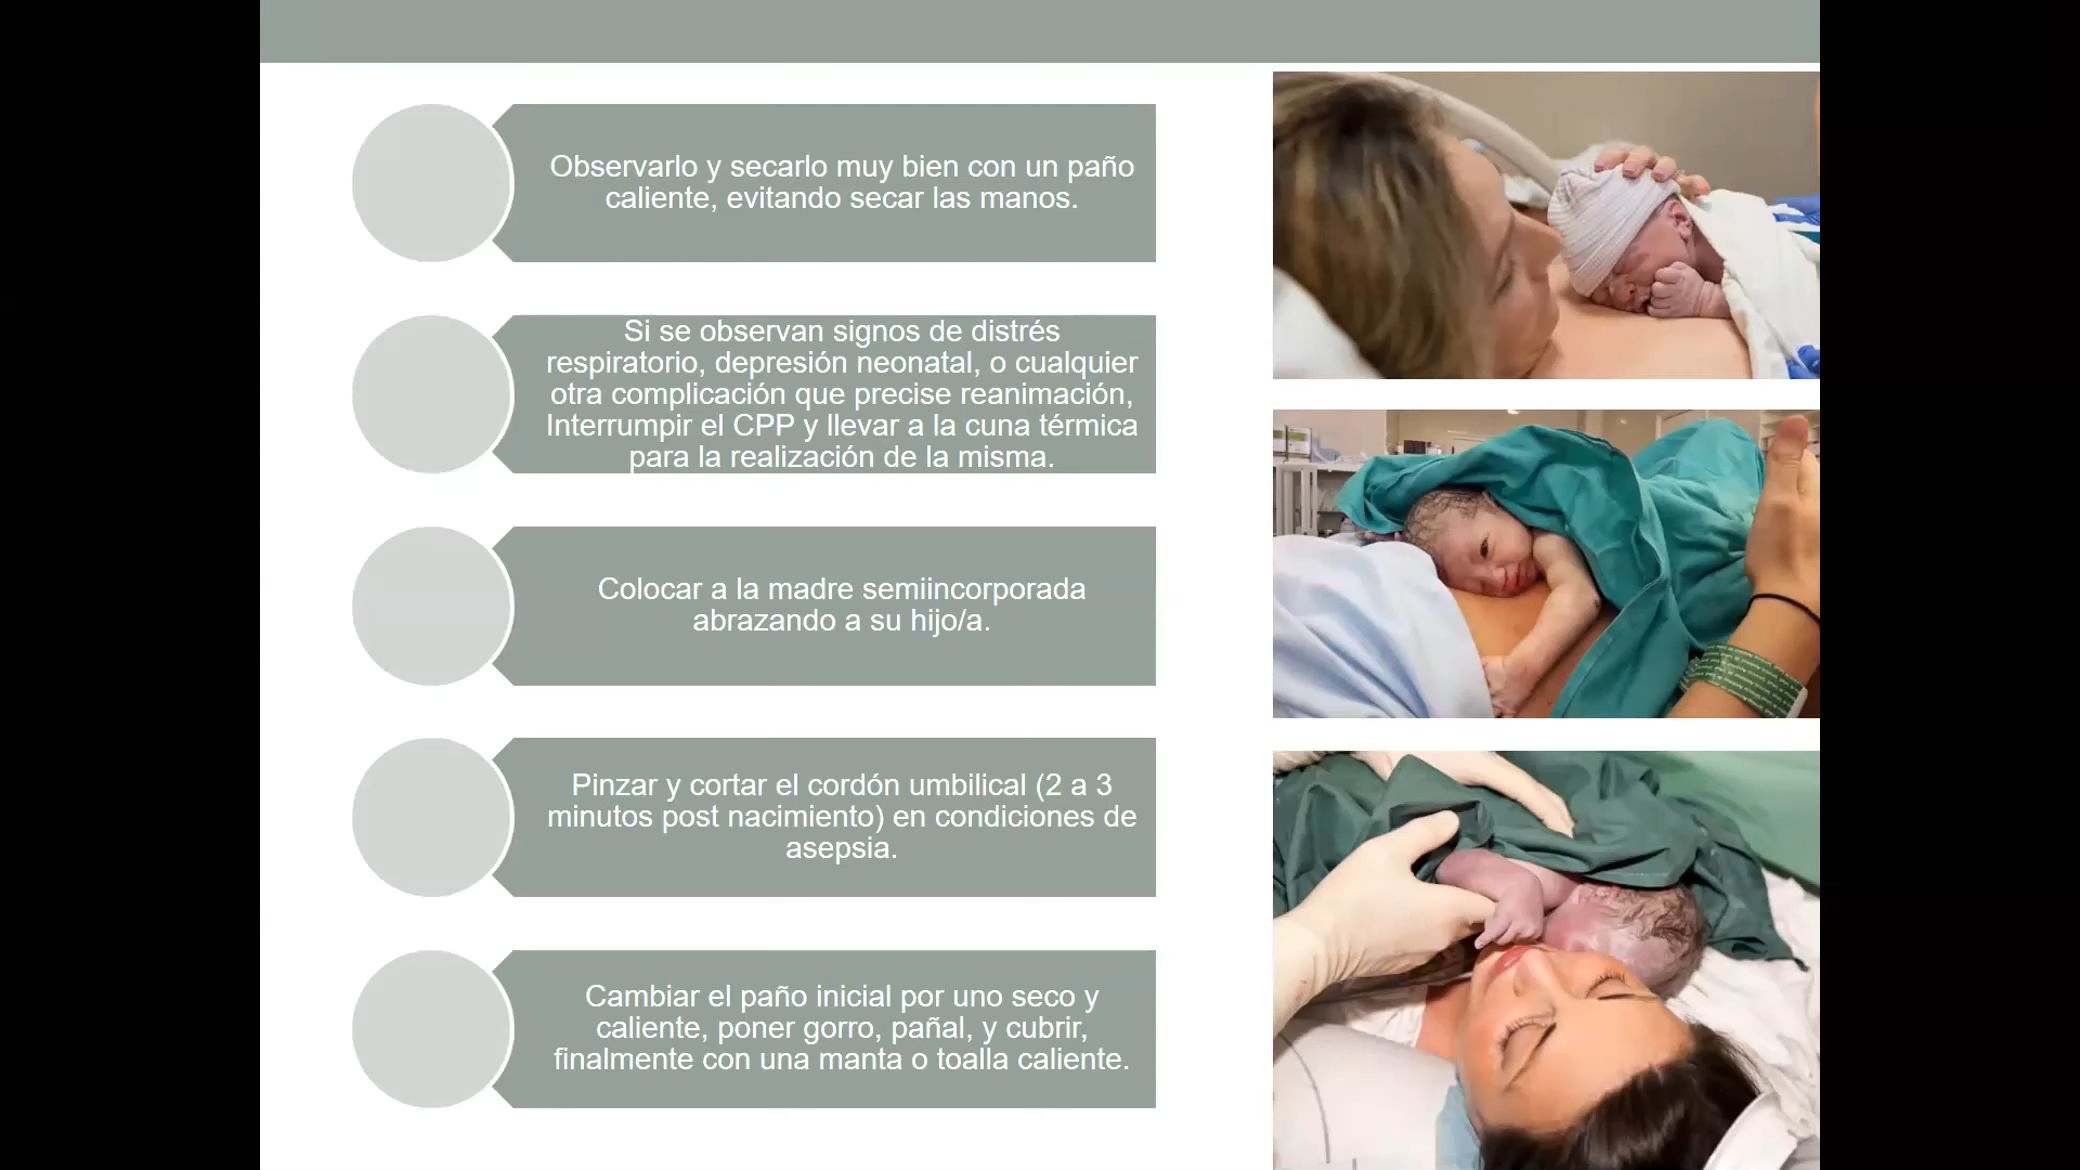 Observarlo y secarlo muy bien con un paño
caliente, evitando secar las manos.
Si se observan signos de distrés
respiratorio, depresión neonatal, o cualquier
otra complicación que precise reanimación,
Interrumpir el CPP y llevar a la cuna térmica
para la realización de la misma.
Colocar a la madre semiincorporada
abrazando a su hijo/a.
Pinzar y cortar el cordón umbilical (2 a 3
minutos post nacimiento) en condiciones de
asepsia.
Cambiar el paño inicial por uno seco y
caliente, poner gorro, pañal, y cubrir,
finalmente con una manta o toalla caliente.